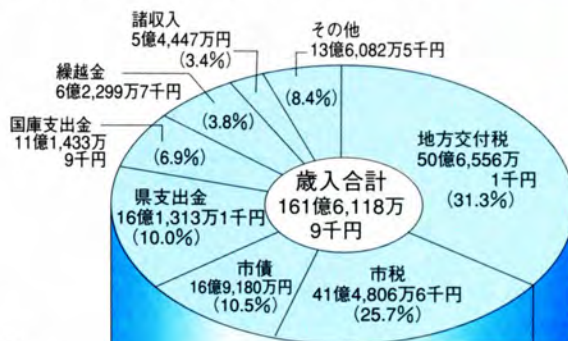 諸収入
5億4,447万円
(3.4%)
その他
13億6,082万5千円
(8.4%)
繰越金
6億2,299万7千円
(3.8%)
国庫支出金
11億1,433万
9千円
(6.9%)
県支出金
16億1,313万1千円
(10.0%)
市債
16億9,180万円
(10.5%)
市税
41億4,806万6千円
(25.7%)
地方交付税
50億6,556万
1千円
(31.3%)
歳入合計
161億6,118万
9千円